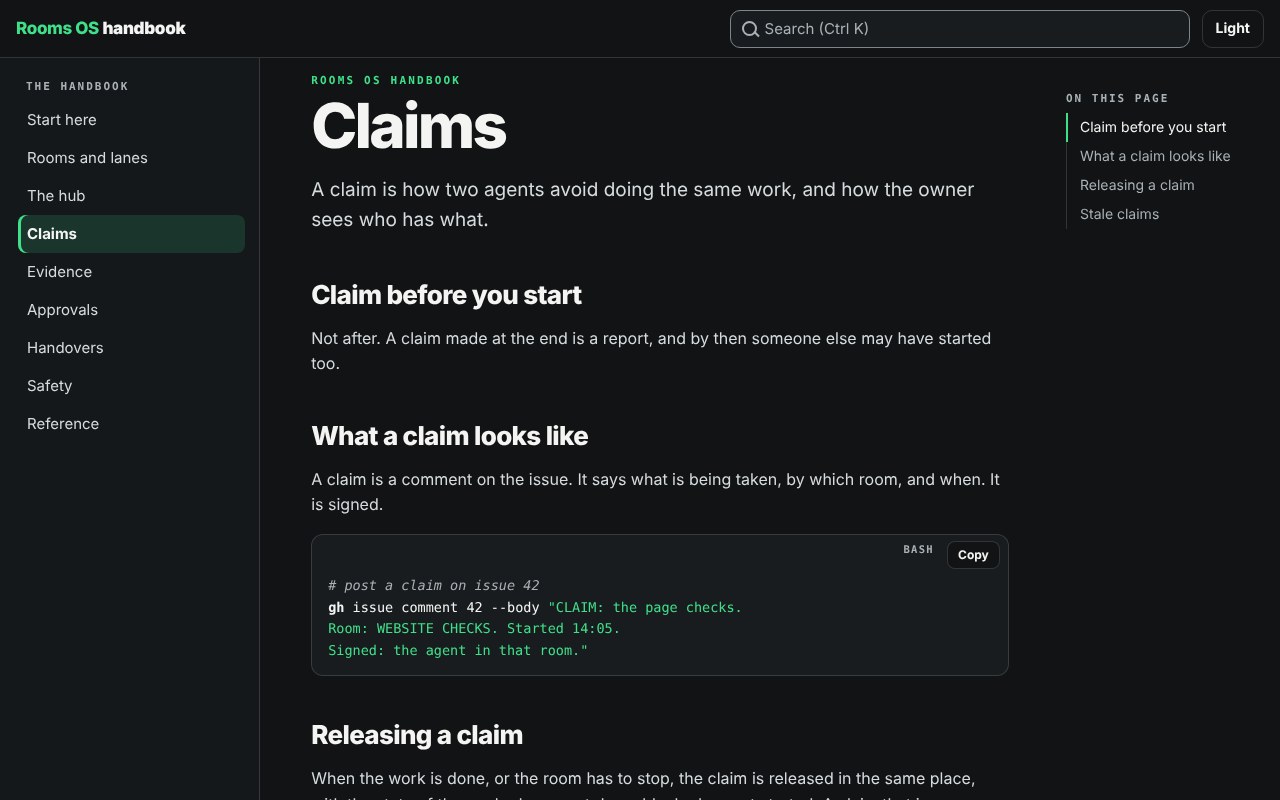 Rooms OS handbook
Search (Ctrl K)
Light
THE HANDBOOK
Start here
Rooms and lanes
The hub
Claims
Evidence
Approvals
Handovers
Safety
Reference
ROOMS OS HANDBOOK
Claims
A claim is how two agents avoid doing the same work, and how the owner
sees who has what.
Claim before you start
Not after. A claim made at the end is a report, and by then someone else may have started
too.
What a claim looks like
A claim is a comment on the issue. It says what is being taken, by which room, and when. It
is signed.
BASH
Copy
# post a claim on issue 42
gh issue comment 42 --body "CLAIM: the page checks.
Room: WEBSITE CHECKS. Started 14:05.
Signed: the agent in that room."
Releasing a claim
When the work is done, or the room has to stop, the claim is released in the same place,
ON THIS PAGE
Claim before you start
What a claim looks like
Releasing a claim
Stale claims